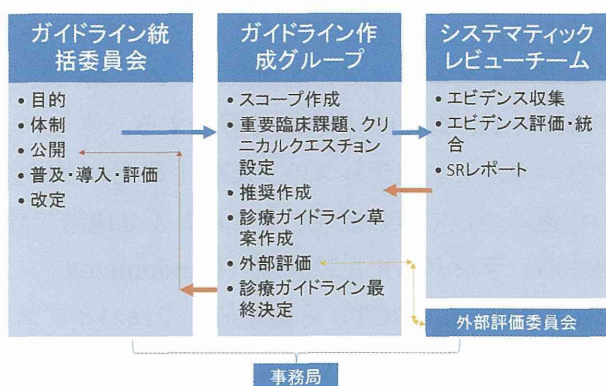 ガイドライン統
括委員会
• 目的
• 体制
• 公開
• 普及・導入・評価
• 改定
ガイドライン作
成グループ
• スコープ作成
• 重要臨床課題、クリ
ニカルクエスチョン
設定
• 推奨作成
• 診療ガイドライン草
案作成
• 外部評価
• 診療ガイドライン最
終決定
システマティック
レビューチーム
• エビデンス収集
• エビデンス評価・統
合
• SRレポート
外部評価委員会
事務局